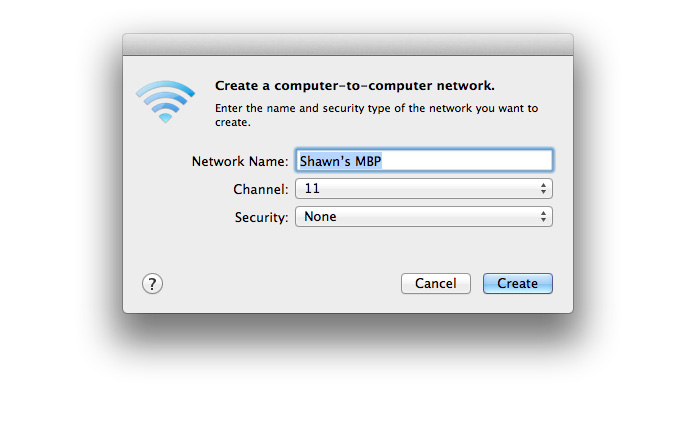 Create a computer-to-computer network.
Enter the name and security type of the network you want to
create.
Network Name: Shawn's MBP
Channel: 11
Security: None
? Cancel Create